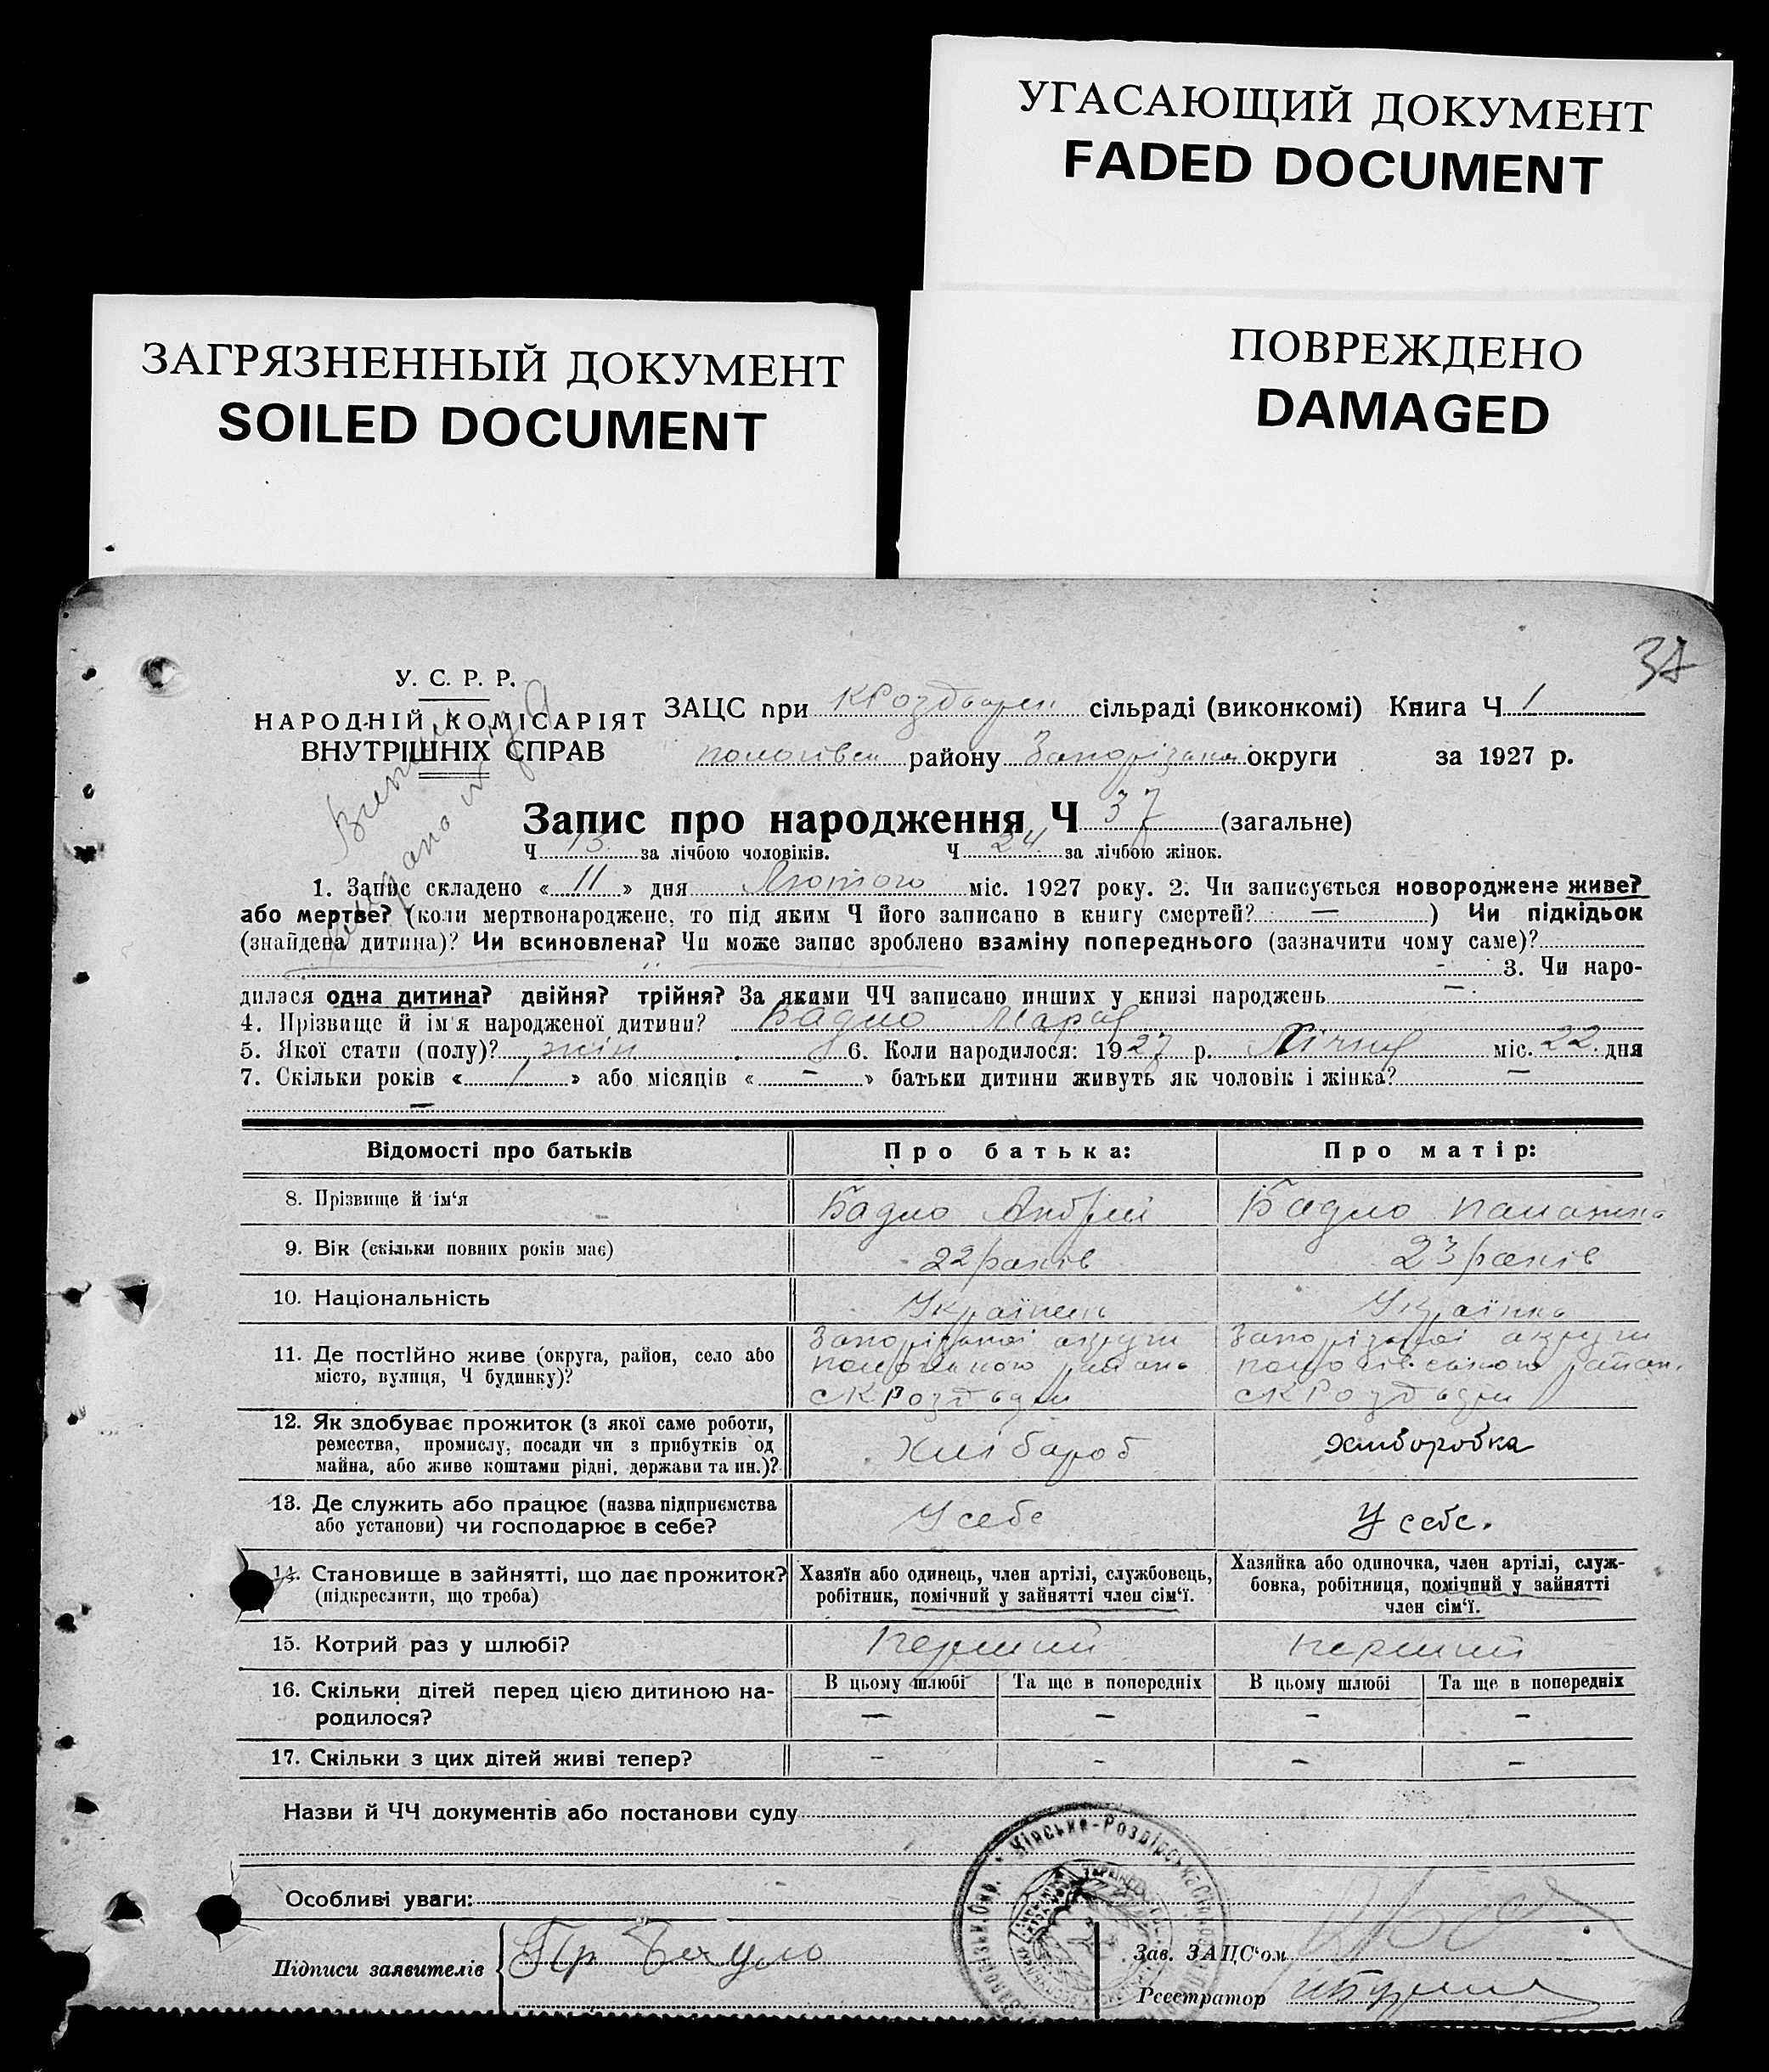 УГАСАЮЩИЙ ДОКУМЕНТ
FADED DOCUMENT
ЗАГРЯЗНЕННЫЙ ДОКУМЕНТ
SOILED DOCUMENT
ПОВРЕЖДЕНО
DAMAGED
У. С. Р. Р.
НАРОДНІЙ КОМІСАРІЯТ
ВНУТРІШНІХ СПРАВ
ЗАЦС при сільраді (виконкомі) Книга Ч 1
району округи за 1927 р.
Запис про народження Ч 37 (загальне)
Ч 13 за лічбою чоловіків. Ч 24 за лічбою жінок.
1. Запис складено « 11 » дня Лютого міс. 1927 року. 2. Чи записується новороджене живе?
або мертве? (коли мертвонароджене, то під яким Ч його записано в книгу смертей? — ) Чи підкідьок
(знайдена дитина)? Чи всиновлена? Чи може запис зроблено взаміну попереднього (зазначити чому саме)?
- 3. Чи наро-
дилася одна дитина? двійня? трійня? За якими ЧЧ записано инших у книзі народжень —
4. Прізвище й ім'я народженої дитини?
5. Якої стати (полу)? жін 6. Коли народилося: 1927 р. Січня міс. 22 дня
7. Скільки років « 1 » або місяців « - » батьки дитини живуть як чоловік і жінка? —
—
Відомості про батьків Про батька: Про матір:
8. Прізвище й ім'я Андрій
9. Вік (скільки повних років має) 22 років 23 років
10. Національність Українець Українка
11. Де постійно живе (округа, район, село або
місто, вулиця, Ч будинку)?
Запорізької округи Запорізької округи
12. Як здобуває прожиток (з якої саме роботи,
ремества, промислу, посади чи з прибутків од
майна, або живе коштами рідні, держави та ин.)?
Хлібароб хліборобка
13. Де служить або працює (назва підприємства
або установи) чи господарює в себе?
У себе У себе.
14. Становище в зайнятті, що дає прожиток?
(підкреслити, що треба)
Хазяїн або одинець, член артілі, службовець,
робітник, помічний у зайнятті член сім'ї.
Хазяйка або одиночка, член артілі, служ-
бовка, робітниця, помічний у зайнятті
член сім'ї.
15. Котрий раз у шлюбі? перший перший
16. Скільки дітей перед цією дитиною на-
родилося?
В цьому шлюбі Та ще в попередніх В цьому шлюбі Та ще в попередніх
— — - -
17. Скільки з цих дітей живі тепер? - - - -
Назви й ЧЧ документів або постанови суду
Особливі уваги:
Підписи заявителів
Зав. ЗАЦС'ом
Реєстратор